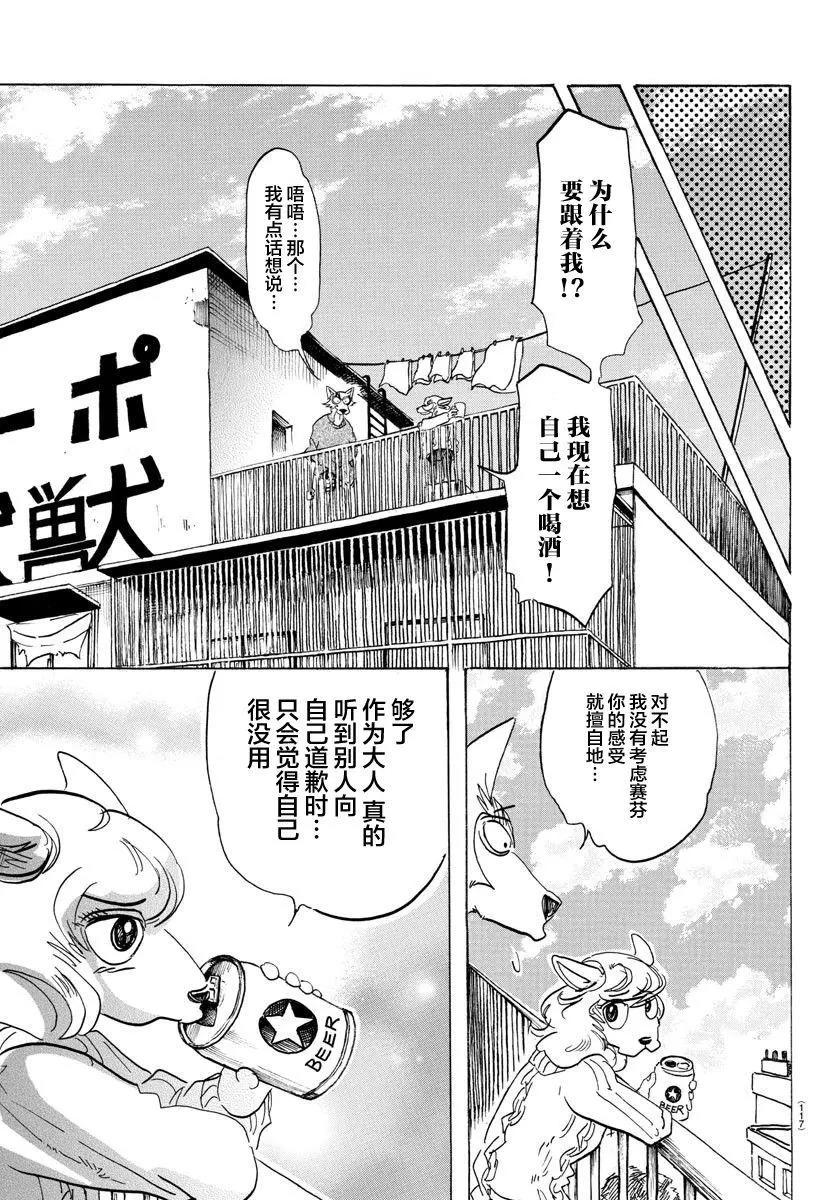 为什么
要跟着我!?
我现在想
自己一个喝酒！
唔唔…那个…
我有点话想说…
ーポ
獣犬
对不起
我没有考虑赛芬
你的感受
就擅自地…
BEER
够了
作为大人 真的
听到别人向
自己道歉时…
只会觉得自己
很没用
BEER
(117)